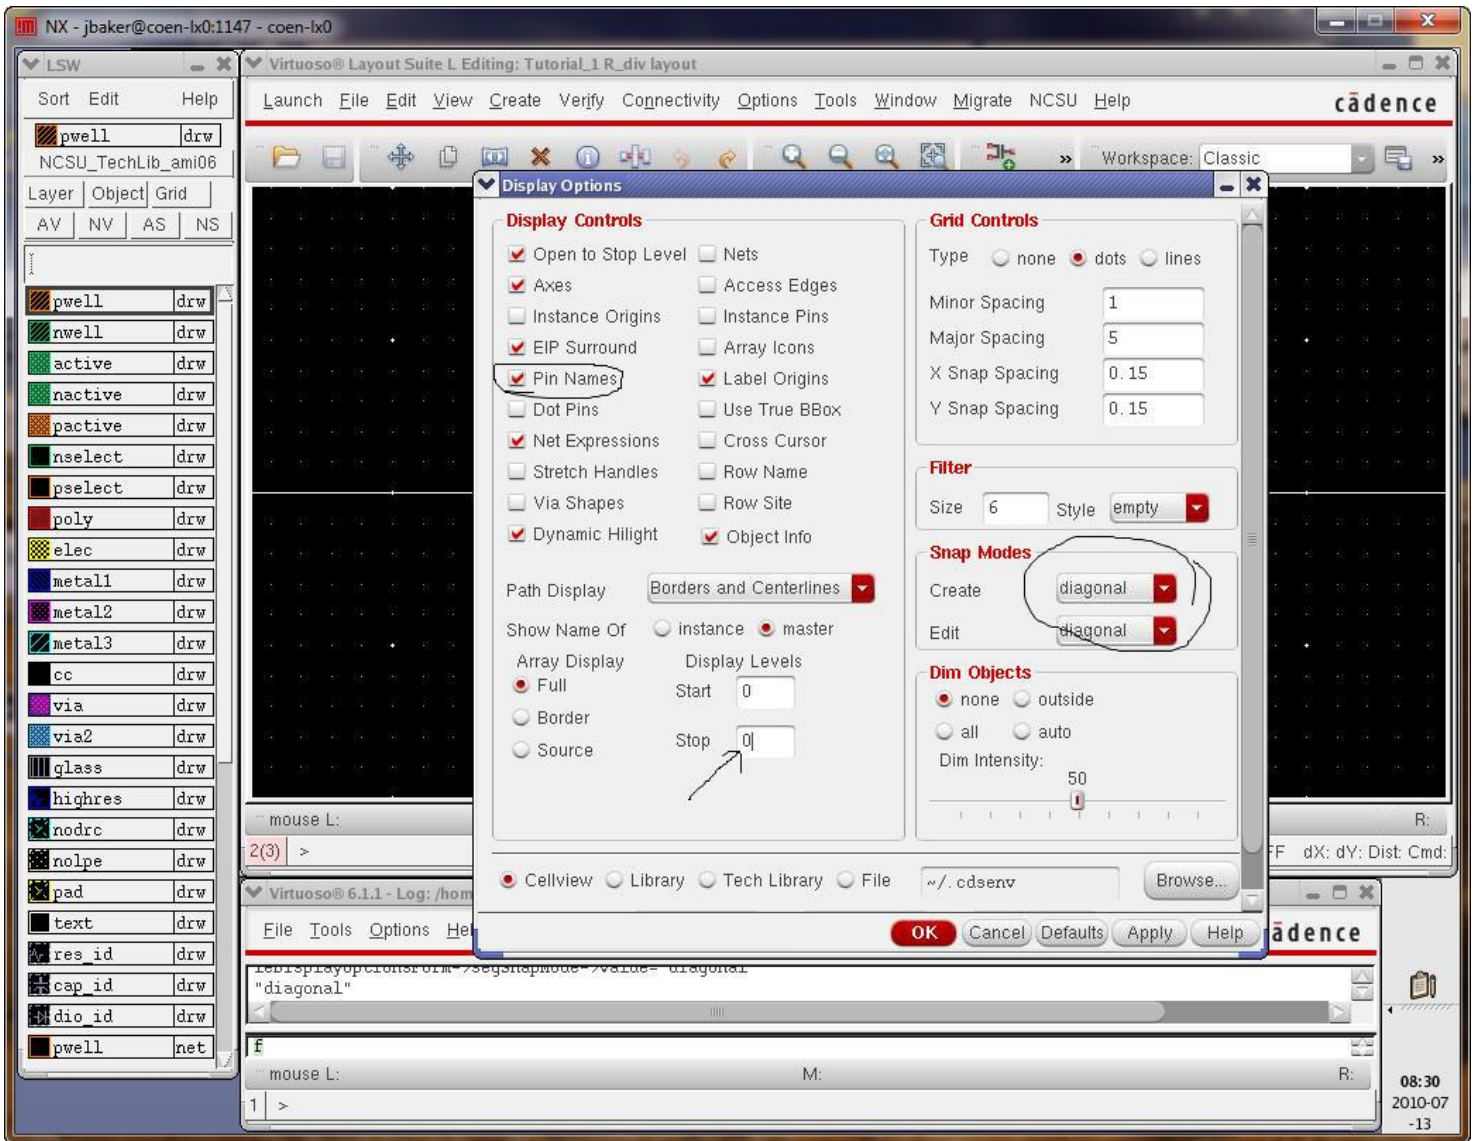 NX - jbaker@coen-lx0:1147 - coen-lx0
LSW
Sort Edit Help
pwell drw
NCSU_TechLib_ami06
Layer Object Grid
AV NV AS NS
pwell drw
nwell drw
active drw
nactive drw
pactive drw
nselect drw
pselect drw
poly drw
elec drw
metal1 drw
metal2 drw
metal3 drw
cc drw
via drw
via2 drw
glass drw
highres drw
nodrc drw
nolpe drw
pad drw
text drw
res_id drw
cap_id drw
dio_id drw
pwell net
Virtuoso® Layout Suite L Editing: Tutorial_1 R_div layout
Launch File Edit View Create Verify Connectivity Options Tools Window Migrate NCSU Help
cādence
» Workspace: Classic »
Display Options
Display Controls
Open to Stop Level Nets
Axes Access Edges
Instance Origins Instance Pins
EIP Surround Array Icons
Pin Names Label Origins
Dot Pins Use True BBox
Net Expressions Cross Cursor
Stretch Handles Row Name
Via Shapes Row Site
Dynamic Hilight Object Info
Path Display Borders and Centerlines
Show Name Of instance master
Array Display Display Levels
Full Start 0
Border
Source Stop 0
Grid Controls
Type none dots lines
Minor Spacing 1
Major Spacing 5
X Snap Spacing 0.15
Y Snap Spacing 0.15
Filter
Size 6 Style empty
Snap Modes
Create diagonal
Edit diagonal
Dim Objects
none outside
all auto
Dim Intensity:
50
Cellview Library Tech Library File ~/.cdsenv Browse...
OK Cancel Defaults Apply Help
mouse L: R:
2(3) > FF dX: dY: Dist: Cmd:
Virtuoso® 6.1.1 - Log: /hom
File Tools Options Hel
ādence
"diagonal"
f
mouse L: M: R:
1 >
08:30
2010-07
-13